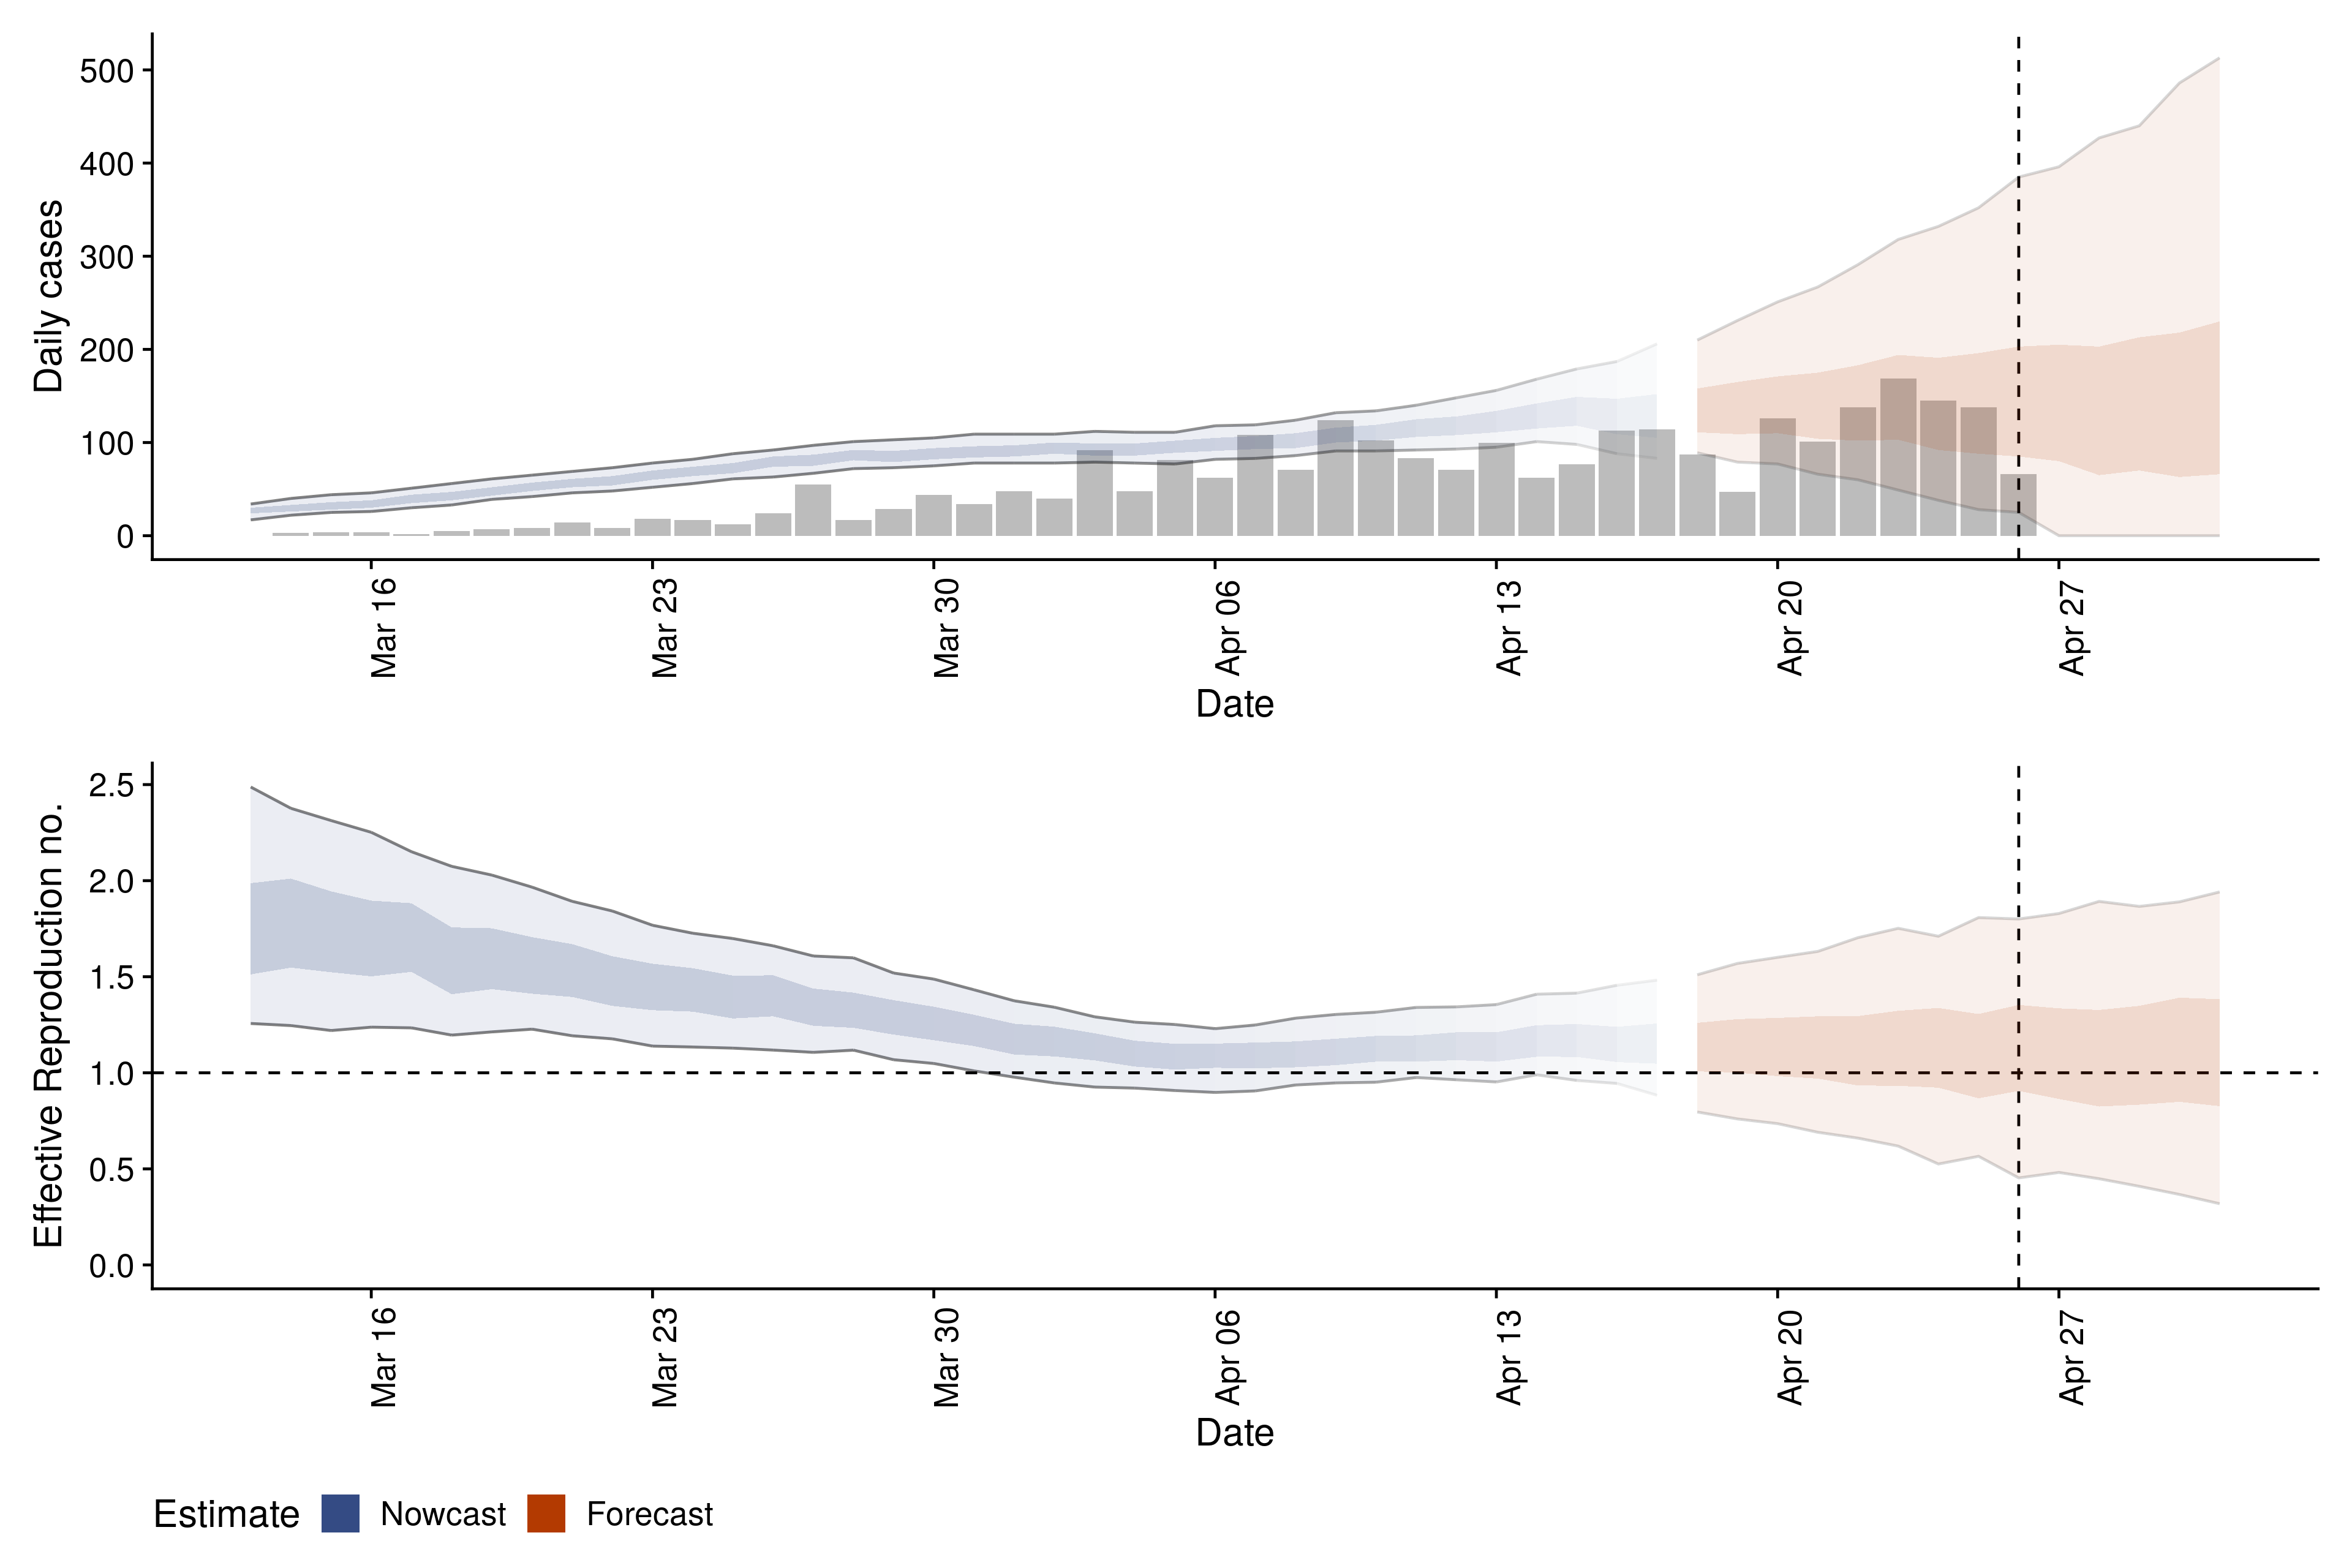 Daily cases
500
400
300
200
100
0
Mar 16
Mar 23
Mar 30
Apr 06
Apr 13
Apr 20
Apr 27
Date
Effective Reproduction no.
2.5
2.0
1.5
1.0
0.5
0.0
Mar 16
Mar 23
Mar 30
Apr 06
Apr 13
Apr 20
Apr 27
Date
Estimate Nowcast Forecast